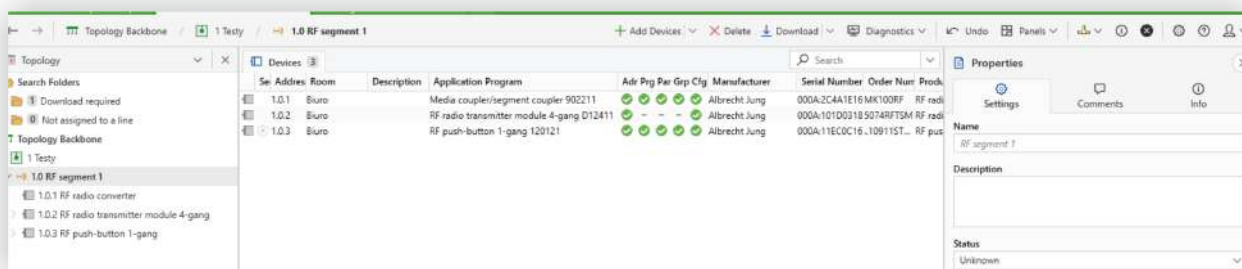 Topology Backbone / 1 Testy / 1.0 RF segment 1
Add Devices Delete Download Diagnostics Undo Panels
Topology
Search Folders
1 Download required
0 Not assigned to a line
Topology Backbone
1 Testy
1.0 RF segment 1
1.0.1 RF radio converter
1.0.2 RF radio transmitter module 4-gang
1.0.3 RF push-button 1-gang
Devices 3
Search
Se Addres Room Description Application Program Adr Prg Par Grp Cfg Manufacturer Serial Number Order Num Produ
1.0.1 Biuro Media coupler/segment coupler 902211 Albrecht Jung 000A:2C4A1E16 MK100RF RF radi
1.0.2 Biuro RF radio transmitter module 4-gang D12411 - - - Albrecht Jung 000A:101D031B 5074RFTSM RF radi
1.0.3 Biuro RF push-button 1-gang 120121 Albrecht Jung 000A:11EC0C16 ..10911ST... RF pus
Properties
Settings Comments Info
Name
RF segment 1
Description
Status
Unknown